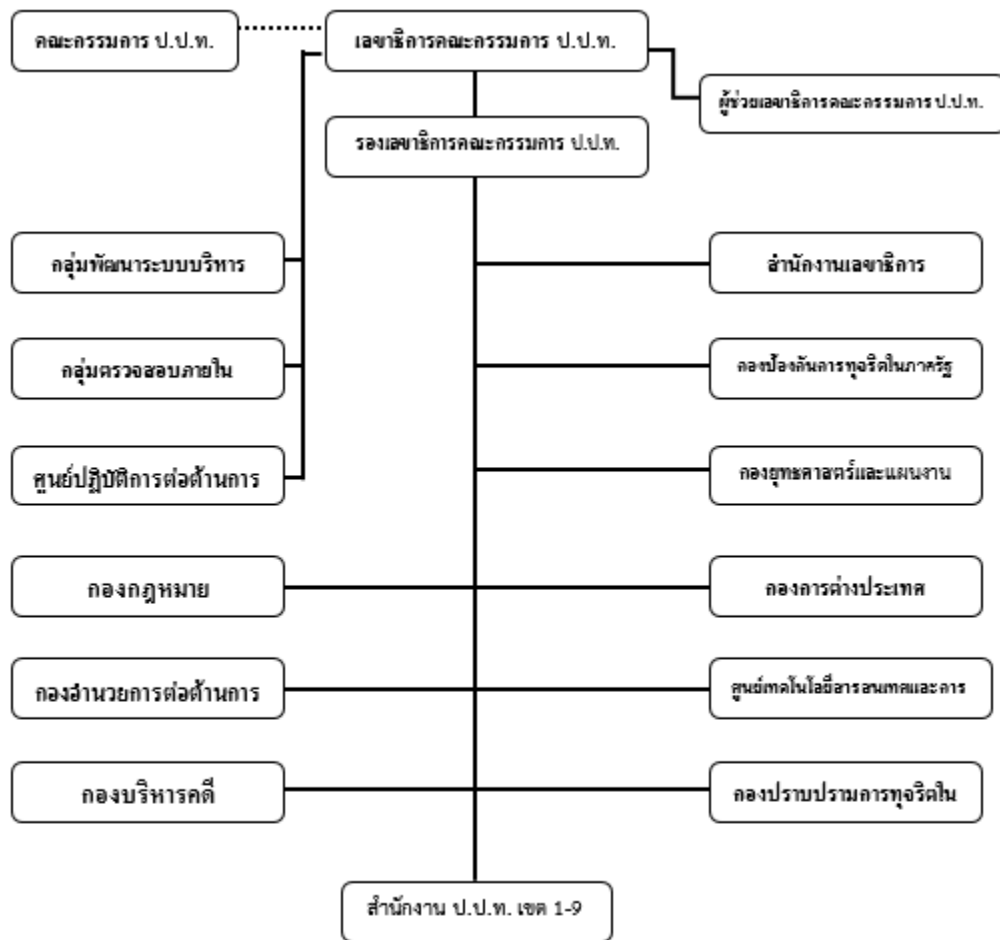 คณะกรรมการ ป.ป.ท.
เลขาธิการคณะกรรมการ ป.ป.ท.
ผู้ช่วยเลขาธิการคณะกรรมการ ป.ป.ท.
รองเลขาธิการคณะกรรมการ ป.ป.ท.
กลุ่มพัฒนาระบบบริหาร
สำนักงานเลขาธิการ
กลุ่มตรวจสอบภายใน
กองป้องกันการทุจริตในภาครัฐ
ศูนย์ปฏิบัติการต่อต้านการ
กองยุทธศาสตร์และแผนงาน
กองกฎหมาย
กองการต่างประเทศ
กองอำนวยการต่อต้านการ
ศูนย์เทคโนโลยีสารสนเทศและการ
กองบริหารคดี
กองปราบปรามการทุจริตใน
สำนักงาน ป.ป.ท. เขต 1-9